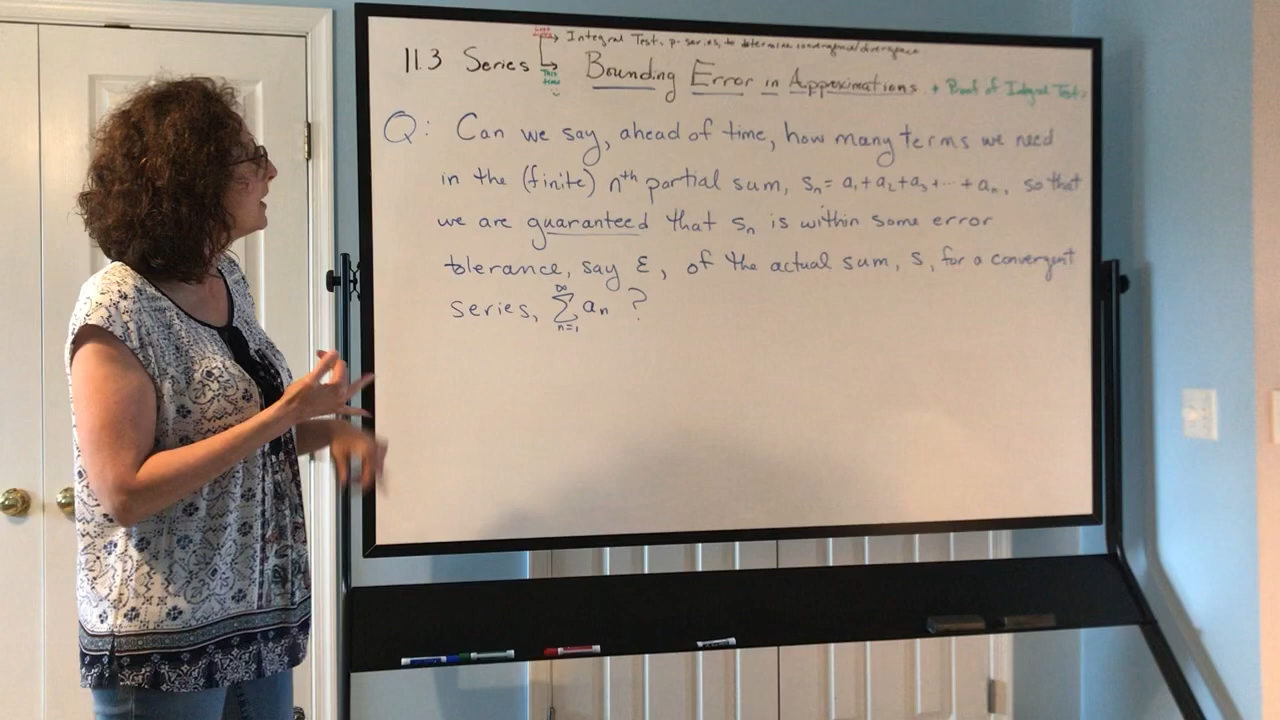 Last time → Integral Test, p-series, to determine convergence/divergence
11.3 Series
This time → Bounding Error in Approximations + Proof of Integral Test
Q: Can we say, ahead of time, how many terms we need
in the (finite) nth partial sum, sₙ = a₁+a₂+a₃+⋯+aₙ, so that
we are guaranteed that sₙ is within some error
tolerance, say ε, of the actual sum, s, for a convergent
series, ∑_{n=1}^{∞} aₙ ?